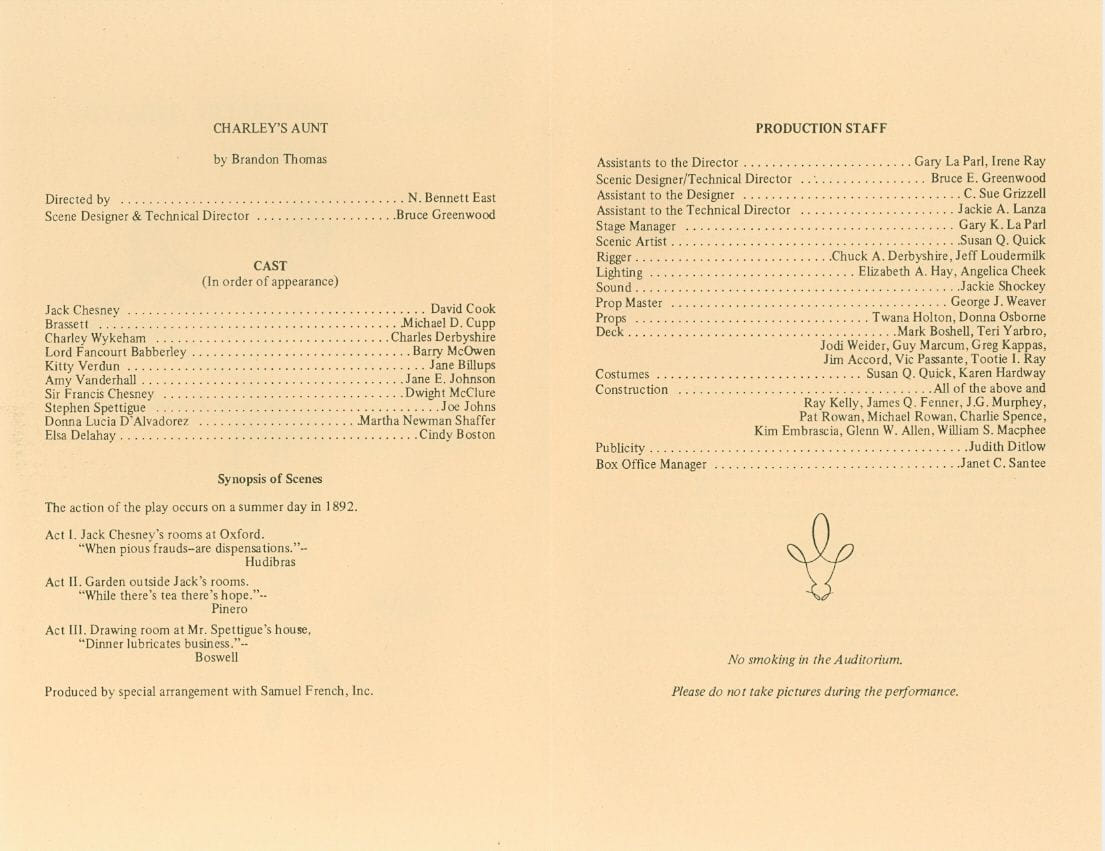 CHARLEY'S AUNT
by Brandon Thomas
Directed by ..................................... N. Bennett East
Scene Designer & Technical Director ..................Bruce Greenwood
CAST
(In order of appearance)
Jack Chesney ....................................... David Cook
Brassett .......................................Michael D. Cupp
Charley Wykeham ...............................Charles Derbyshire
Lord Fancourt Babberley ............................Barry McOwen
Kitty Verdun ....................................... Jane Billups
Amy Vanderhall ..................................Jane E. Johnson
Sir Francis Chesney ................................Dwight McClure
Stephen Spettigue .....................................Joe Johns
Donna Lucia D'Alvadorez .....................Martha Newman Shaffer
Elsa Delahay .......................................Cindy Boston
Synopsis of Scenes
The action of the play occurs on a summer day in 1892.
Act I. Jack Chesney's rooms at Oxford.
"When pious frauds--are dispensations."--
Hudibras
Act II. Garden outside Jack's rooms.
"While there's tea there's hope."--
Pinero
Act III. Drawing room at Mr. Spettigue's house,
"Dinner lubricates business."--
Boswell
Produced by special arrangement with Samuel French, Inc.
PRODUCTION STAFF
Assistants to the Director ...................... Gary La Parl, Irene Ray
Scenic Designer/Technical Director ................. Bruce E. Greenwood
Assistant to the Designer ............................. C. Sue Grizzell
Assistant to the Technical Director .....................Jackie A. Lanza
Stage Manager ................................... Gary K. La Parl
Scenic Artist ......................................Susan Q. Quick
Rigger ..........................Chuck A. Derbyshire, Jeff Loudermilk
Lighting ........................... Elizabeth A. Hay, Angelica Cheek
Sound ..........................................Jackie Shockey
Prop Master .................................... George J. Weaver
Props ............................... Twana Holton, Donna Osborne
Deck ...................................Mark Boshell, Teri Yarbro,
Jodi Weider, Guy Marcum, Greg Kappas,
Jim Accord, Vic Passante, Tootie I. Ray
Costumes ........................... Susan Q. Quick, Karen Hardway
Construction .................................All of the above and
Ray Kelly, James Q. Fenner, J.G. Murphey,
Pat Rowan, Michael Rowan, Charlie Spence,
Kim Embrascia, Glenn W. Allen, William S. Macphee
Publicity .........................................Judith Ditlow
Box Office Manager ................................Janet C. Santee
No smoking in the Auditorium.
Please do not take pictures during the performance.